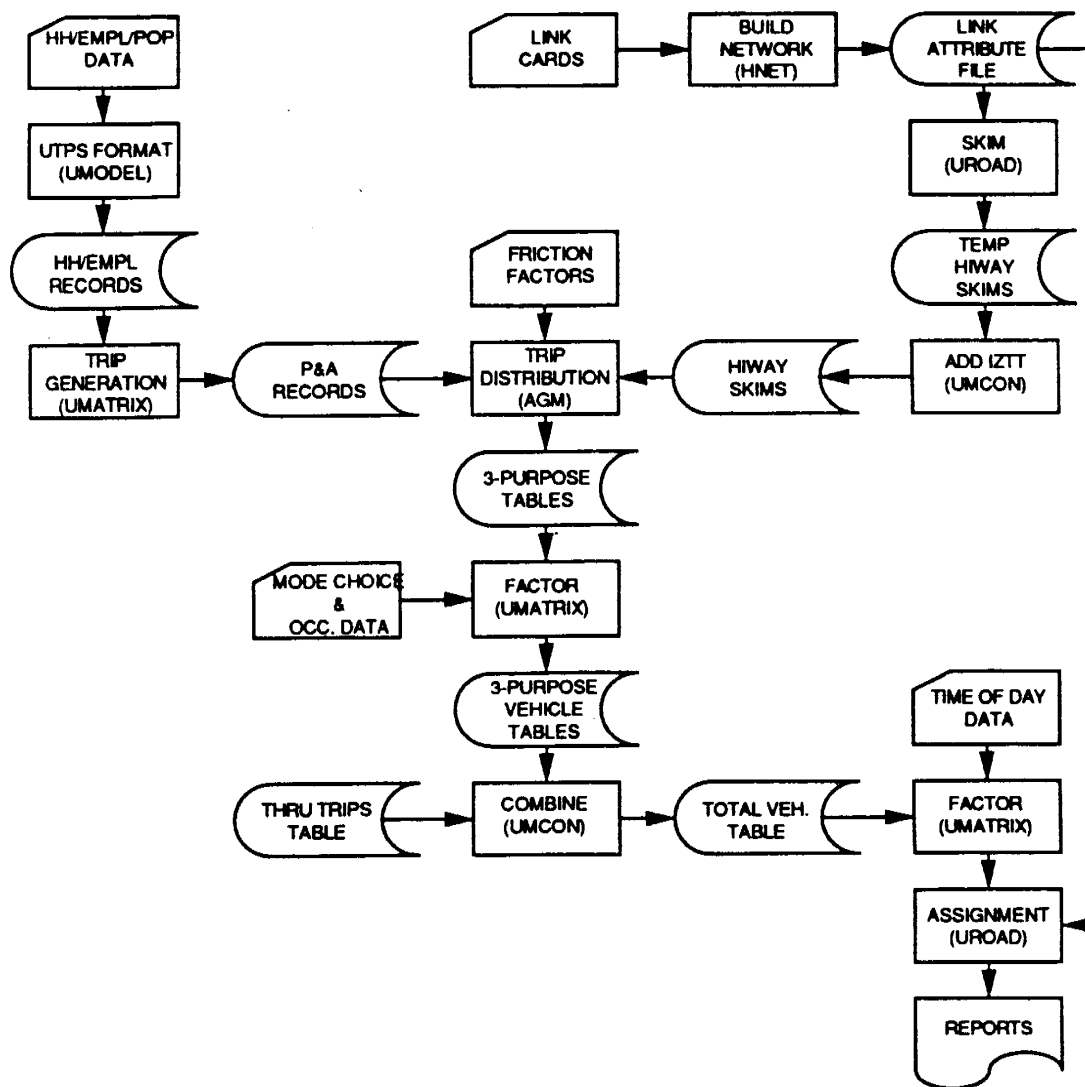 HH/EMPL/POP
DATA
LINK
CARDS
BUILD
NETWORK
(HNET)
LINK
ATTRIBUTE
FILE
UTPS FORMAT
(UMODEL)
SKIM
(UROAD)
HH/EMPL
RECORDS
FRICTION
FACTORS
TEMP
HIWAY
SKIMS
TRIP
GENERATION
(UMATRIX)
P&A
RECORDS
TRIP
DISTRIBUTION
(AGM)
HIWAY
SKIMS
ADD IZTT
(UMCON)
3-PURPOSE
TABLES
MODE CHOICE
&
OCC. DATA
FACTOR
(UMATRIX)
3-PURPOSE
VEHICLE
TABLES
TIME OF DAY
DATA
THRU TRIPS
TABLE
COMBINE
(UMCON)
TOTAL VEH.
TABLE
FACTOR
(UMATRIX)
ASSIGNMENT
(UROAD)
REPORTS